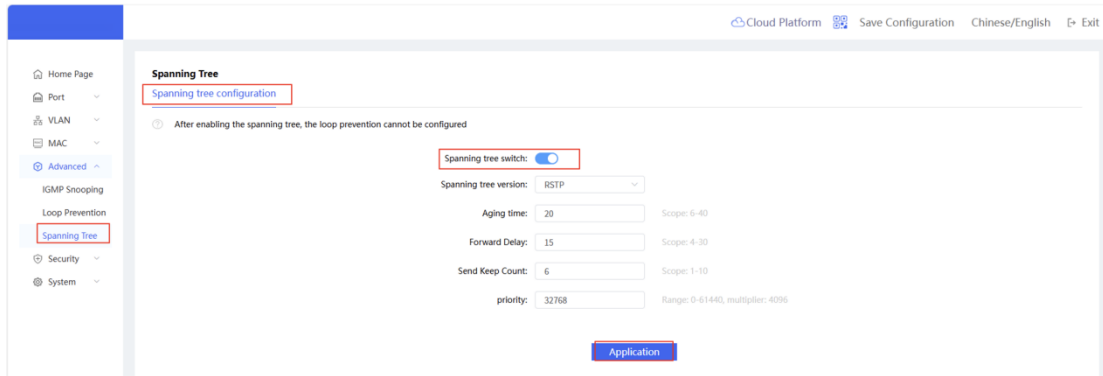 Cloud Platform Save Configuration Chinese/English Exit
Home Page
Port
VLAN
MAC
Advanced
IGMP Snooping
Loop Prevention
Spanning Tree
Security
System
Spanning Tree
Spanning tree configuration
After enabling the spanning tree, the loop prevention cannot be configured
Spanning tree switch:
Spanning tree version: RSTP
Aging time: 20 Scope: 6-40
Forward Delay: 15 Scope: 4-30
Send Keep Count: 6 Scope: 1-10
priority: 32768 Range: 0-61440, multiplier: 4096
Application